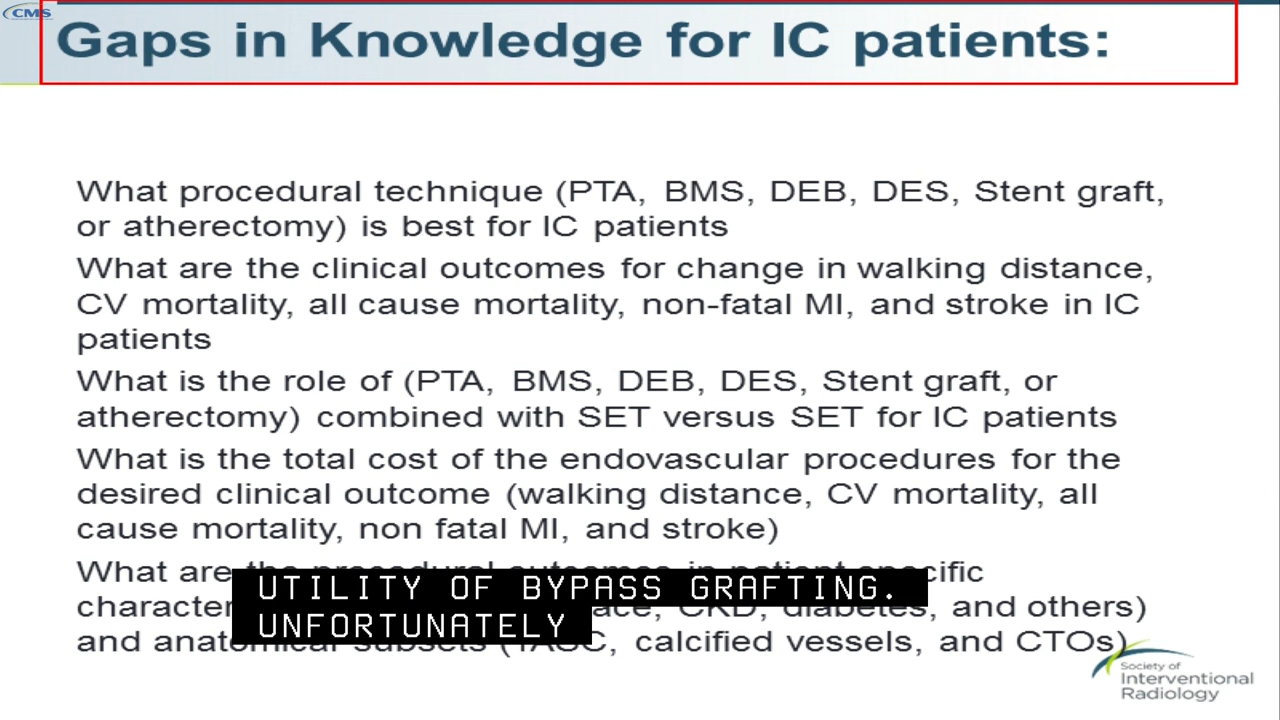 CMS
Gaps in Knowledge for IC patients:
What procedural technique (PTA, BMS, DEB, DES, Stent graft,
or atherectomy) is best for IC patients
What are the clinical outcomes for change in walking distance,
CV mortality, all cause mortality, non-fatal MI, and stroke in IC
patients
What is the role of (PTA, BMS, DEB, DES, Stent graft, or
atherectomy) combined with SET versus SET for IC patients
What is the total cost of the endovascular procedures for the
desired clinical outcome (walking distance, CV mortality, all
cause mortality, non fatal MI, and stroke)
What are the procedural outcomes in patient specific
CKD, diabetes, and others)
and anatomical subsets (TASC, calcified vessels, and CTOs)
UTILITY OF BYPASS GRAFTING.
UNFORTUNATELY
Society of
Interventional
Radiology